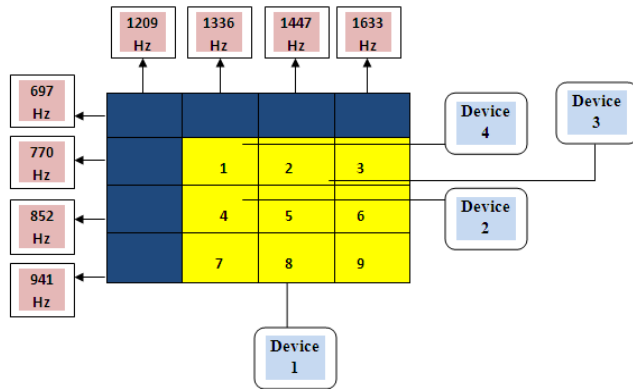 1209
Hz
1336
Hz
1447
Hz
1633
Hz
697
Hz
770
Hz
852
Hz
941
Hz
1 2 3
4 5 6
7 8 9
Device
4
Device
3
Device
2
Device
1